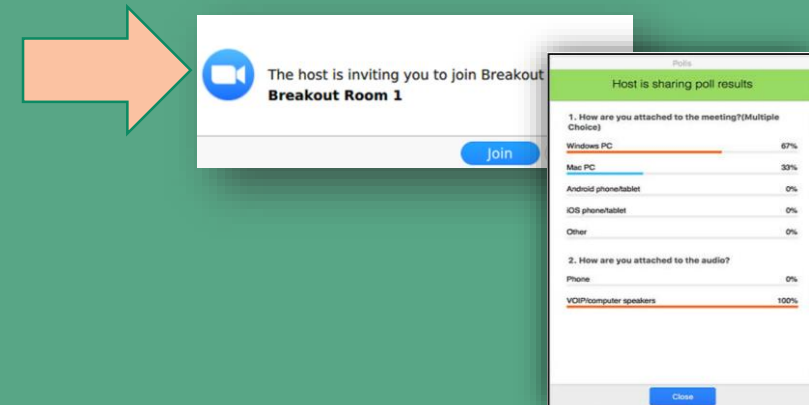 The host is inviting you to join Breakout
Breakout Room 1
Join
Polls
Host is sharing poll results
1. How are you attached to the meeting?(Multiple
Choice)
Windows PC 67%
Mac PC 33%
Android phone/tablet 0%
iOS phone/tablet 0%
Other 0%
2. How are you attached to the audio?
Phone 0%
VOIP/computer speakers 100%
Close